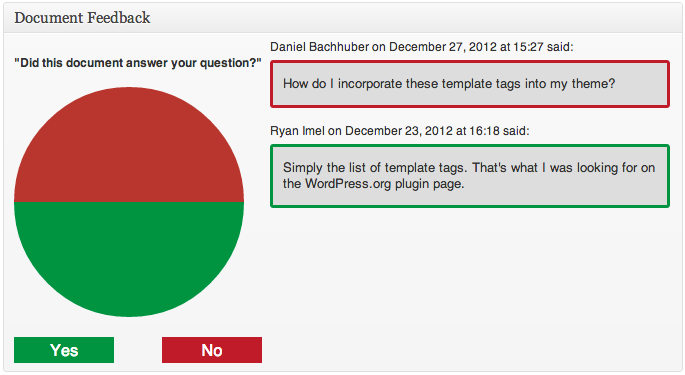 Document Feedback
"Did this document answer your question?"
Daniel Bachhuber on December 27, 2012 at 15:27 said:
How do I incorporate these template tags into my theme?
Ryan Imel on December 23, 2012 at 16:18 said:
Simply the list of template tags. That's what I was looking for on
the WordPress.org plugin page.
Yes
No